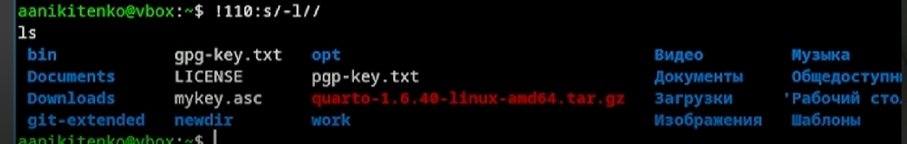 aanikitenko@vbox:~$ !110:s/-l//
ls
bin gpg-key.txt opt Видео Музыка
Documents LICENSE pgp-key.txt Документы Общедоступн
Downloads mykey.asc quarto-1.6.40-linux-amd64.tar.gz Загрузки 'Рабочий сто
git-extended newdir work Изображения Шаблоны
aanikitenko@vbox:~$